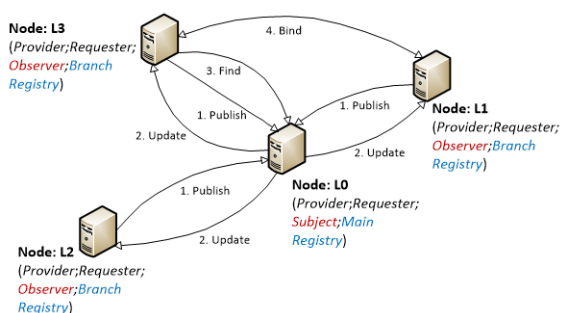 Node: L3
(Provider;Requester;
Observer;Branch
Registry)
4. Bind
3. Find
1. Publish
2. Update
1. Publish
2. Update
Node: L1
(Provider;Requester;
Observer;Branch
Registry)
1. Publish
2. Update
Node: L0
(Provider;Requester;
Subject;Main
Registry)
Node: L2
(Provider;Requester;
Observer;Branch
Registry)